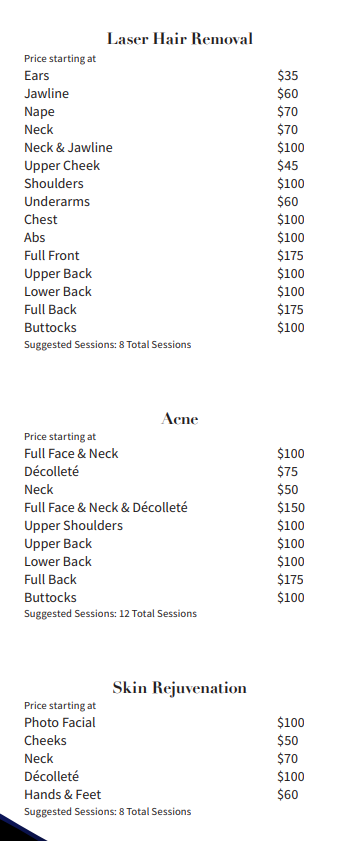 Laser Hair Removal
Price starting at
Ears $35
Jawline $60
Nape $70
Neck $70
Neck & Jawline $100
Upper Cheek $45
Shoulders $100
Underarms $60
Chest $100
Abs $100
Full Front $175
Upper Back $100
Lower Back $100
Full Back $175
Buttocks $100
Suggested Sessions: 8 Total Sessions
Acne
Price starting at
Full Face & Neck $100
Décolleté $75
Neck $50
Full Face & Neck & Décolleté $150
Upper Shoulders $100
Upper Back $100
Lower Back $100
Full Back $175
Buttocks $100
Suggested Sessions: 12 Total Sessions
Skin Rejuvenation
Price starting at
Photo Facial $100
Cheeks $50
Neck $70
Décolleté $100
Hands & Feet $60
Suggested Sessions: 8 Total Sessions